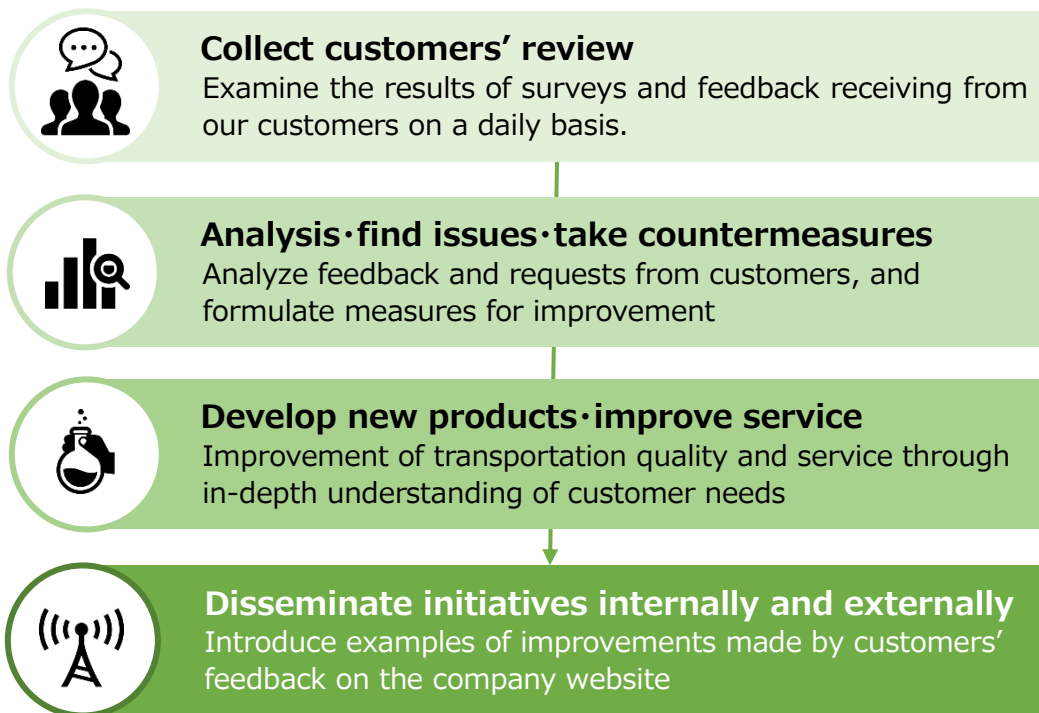 Collect customers’ review
Examine the results of surveys and feedback receiving from
our customers on a daily basis.
Analysis･find issues･take countermeasures
Analyze feedback and requests from customers, and
formulate measures for improvement
Develop new products･improve service
Improvement of transportation quality and service through
in-depth understanding of customer needs
Disseminate initiatives internally and externally
Introduce examples of improvements made by customers’
feedback on the company website